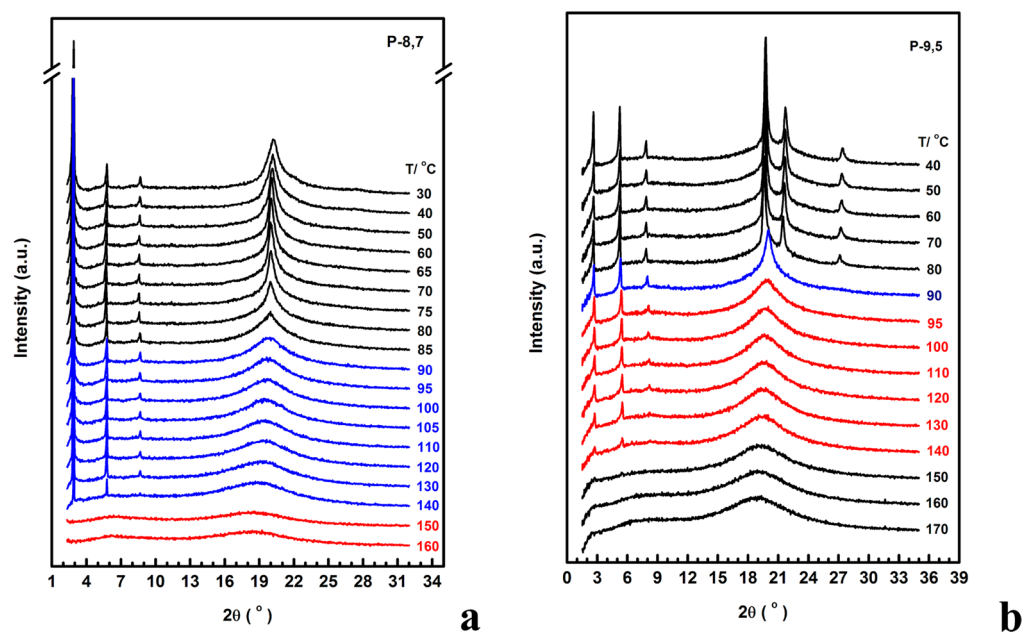 P-8,7
T/ °C
30
40
50
60
65
70
75
80
85
90
95
100
105
110
120
130
140
150
160
Intensity (a.u.)
1 4 7 10 13 16 19 22 25 28 31 34
2θ ( ° )
a
P-9,5
T/ °C
40
50
60
70
80
90
95
100
110
120
130
140
150
160
170
Intensity (a.u.)
0 3 6 9 12 15 18 21 24 27 30 33 36 39
2θ ( ° )
b